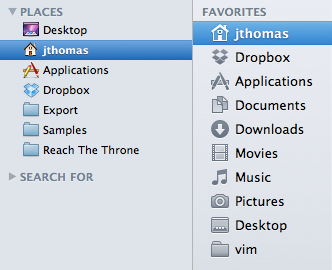 PLACES
Desktop
jthomas
Applications
Dropbox
Export
Samples
Reach The Throne
SEARCH FOR
FAVORITES
jthomas
Dropbox
Applications
Documents
Downloads
Movies
Music
Pictures
Desktop
vim